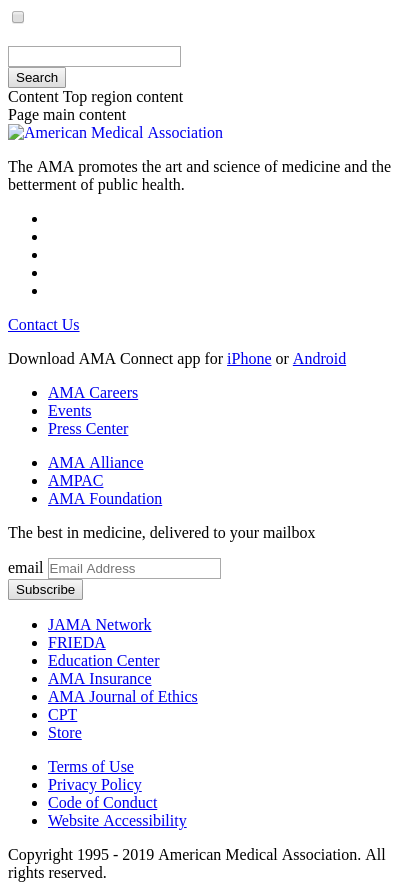 Search
Content Top region content
Page main content
American Medical Association
The AMA promotes the art and science of medicine and the
betterment of public health.
Contact Us
Download AMA Connect app for iPhone or Android
AMA Careers
Events
Press Center
AMA Alliance
AMPAC
AMA Foundation
The best in medicine, delivered to your mailbox
email Email Address
Subscribe
JAMA Network
FRIEDA
Education Center
AMA Insurance
AMA Journal of Ethics
CPT
Store
Terms of Use
Privacy Policy
Code of Conduct
Website Accessibility
Copyright 1995 - 2019 American Medical Association. All
rights reserved.